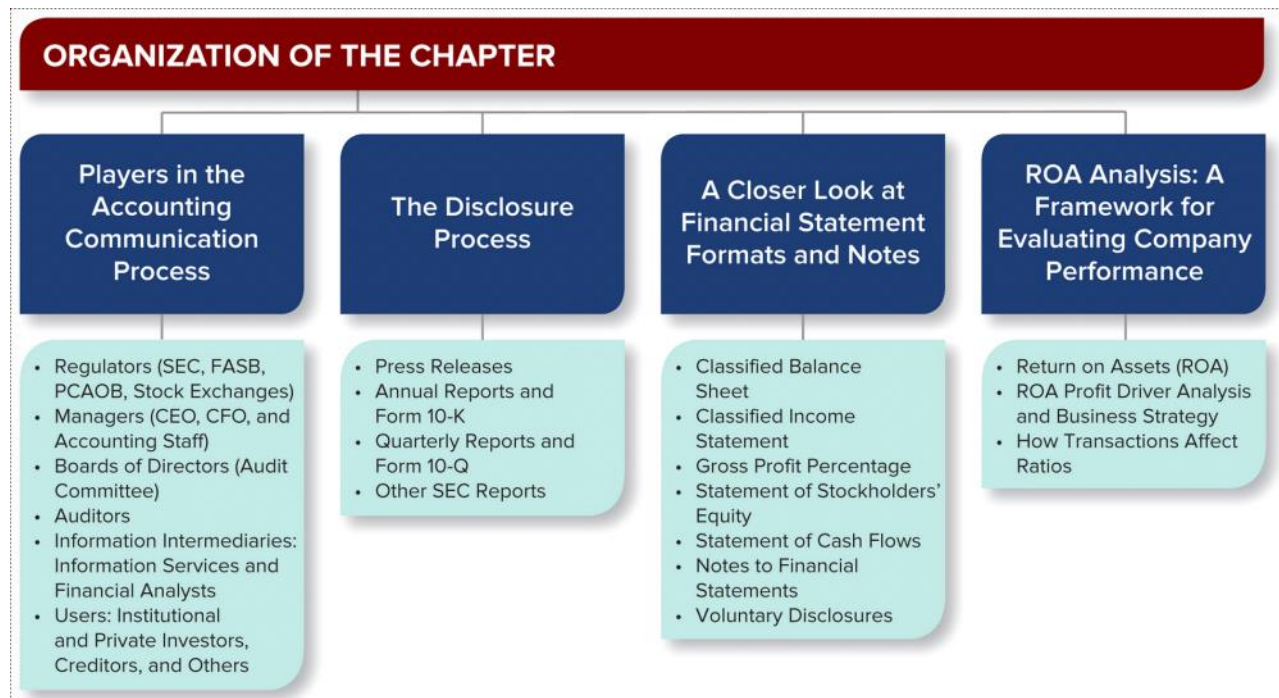 ORGANIZATION OF THE CHAPTER
Players in the
Accounting
Communication
Process
• Regulators (SEC, FASB,
PCAOB, Stock Exchanges)
• Managers (CEO, CFO, and
Accounting Staff)
• Boards of Directors (Audit
Committee)
• Auditors
• Information Intermediaries:
Information Services and
Financial Analysts
• Users: Institutional
and Private Investors,
Creditors, and Others
The Disclosure
Process
• Press Releases
• Annual Reports and
Form 10-K
• Quarterly Reports and
Form 10-Q
• Other SEC Reports
A Closer Look at
Financial Statement
Formats and Notes
• Classified Balance
Sheet
• Classified Income
Statement
• Gross Profit Percentage
• Statement of Stockholders’
Equity
• Statement of Cash Flows
• Notes to Financial
Statements
• Voluntary Disclosures
ROA Analysis: A
Framework for
Evaluating Company
Performance
• Return on Assets (ROA)
• ROA Profit Driver Analysis
and Business Strategy
• How Transactions Affect
Ratios